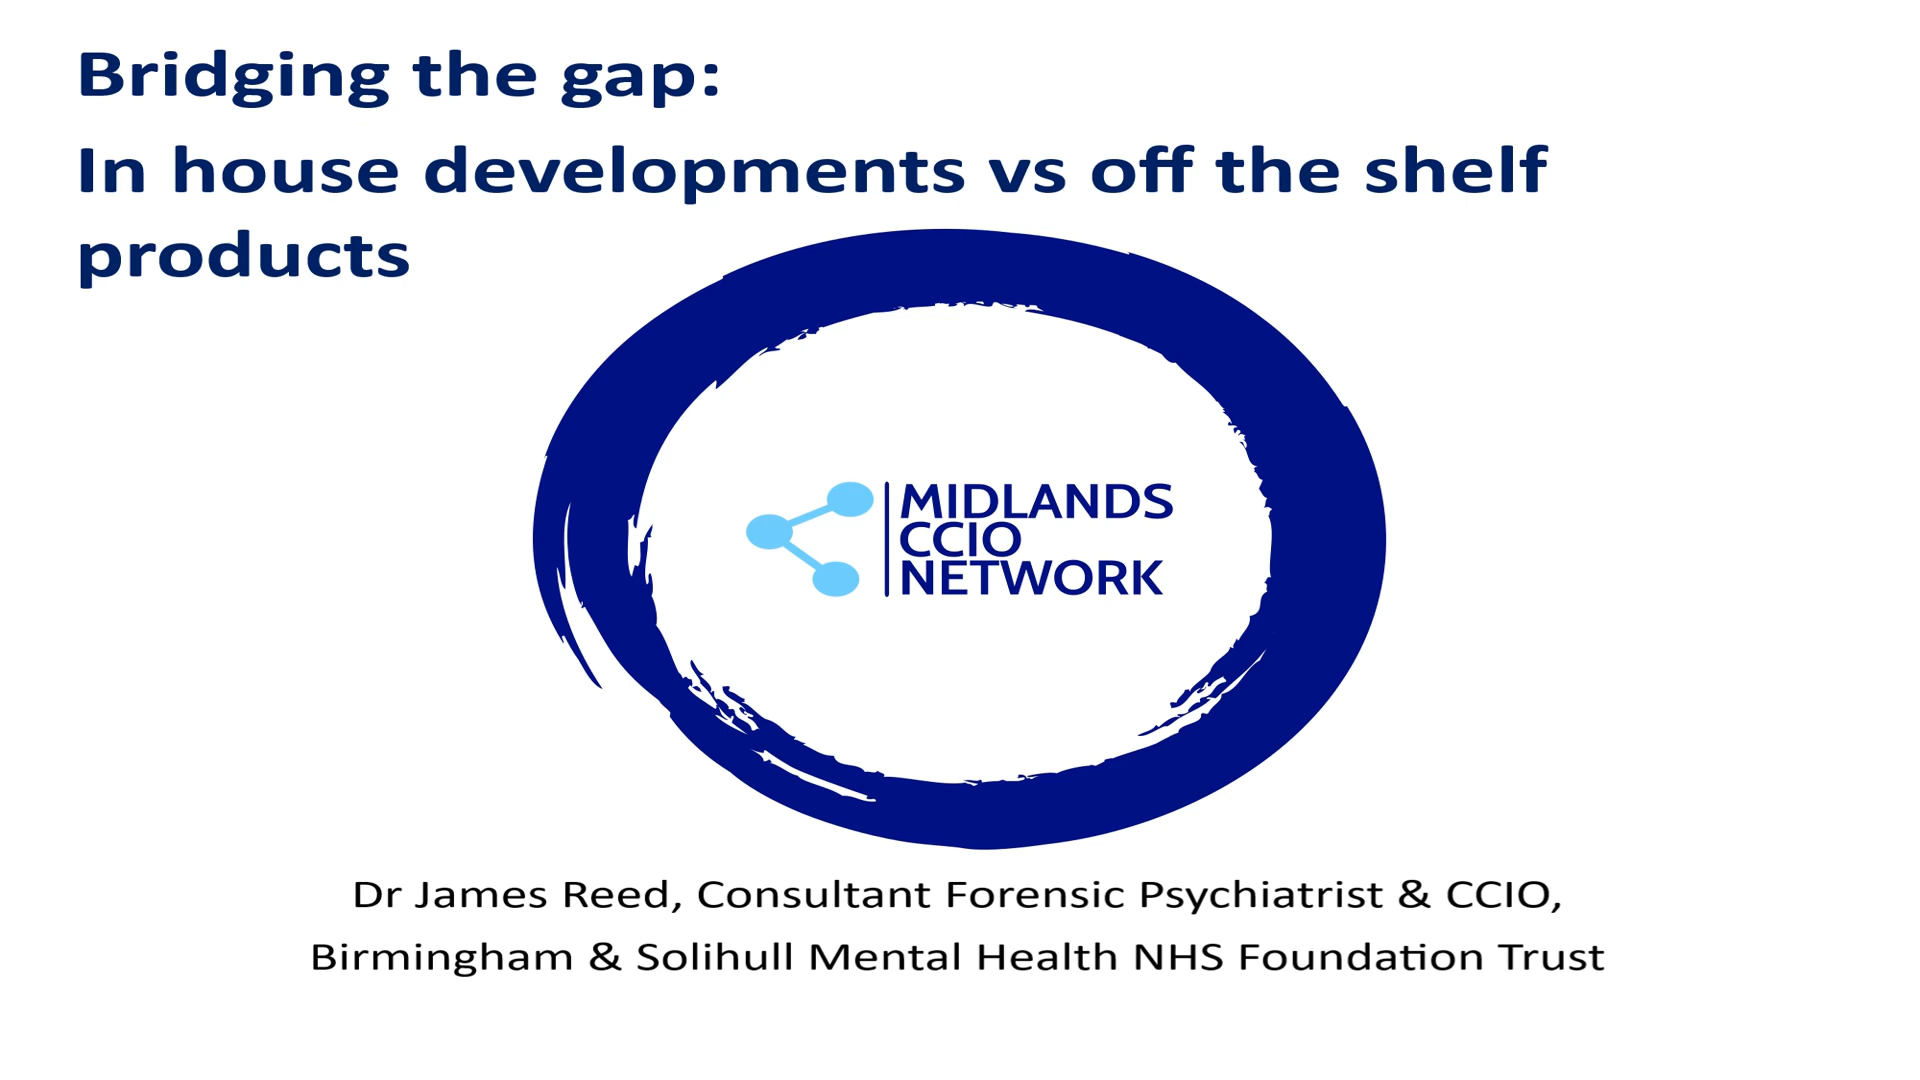 Bridging the gap:
In house developments vs off the shelf
products
MIDLANDS
CCIO
NETWORK
Dr James Reed, Consultant Forensic Psychiatrist & CCIO,
Birmingham & Solihull Mental Health NHS Foundation Trust